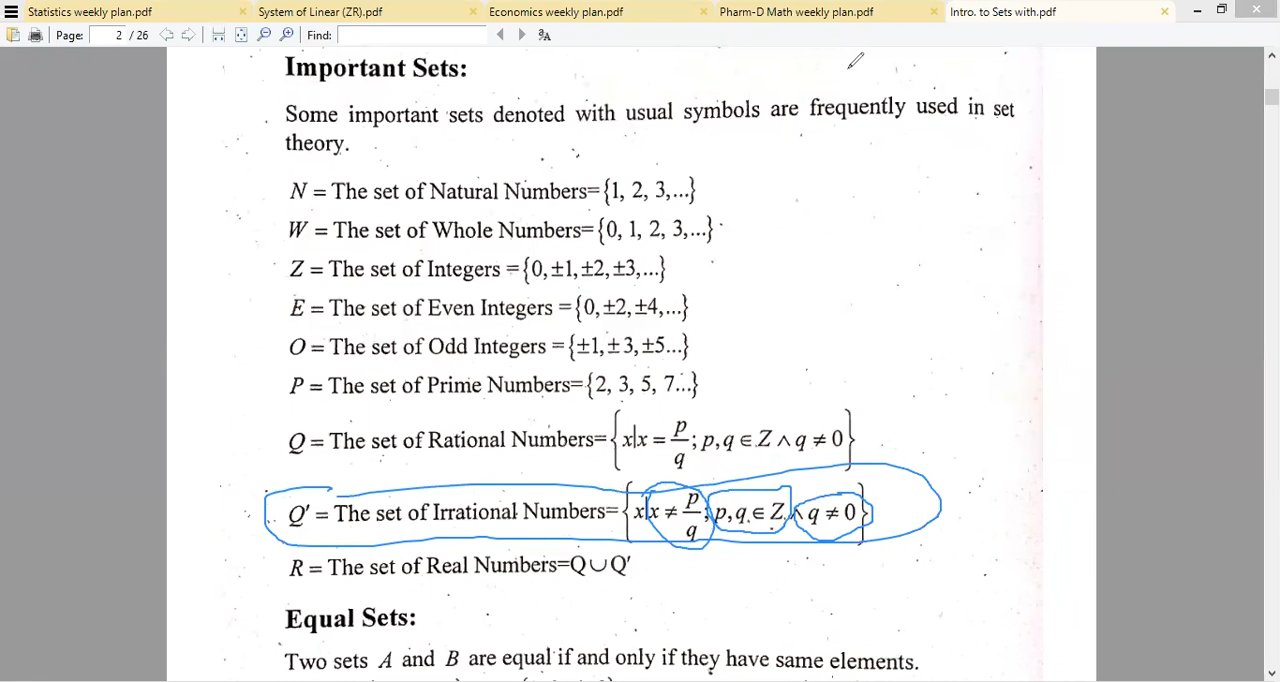 Statistics weekly plan.pdf
System of Linear (ZR).pdf
Economics weekly plan.pdf
Pharm-D Math weekly plan.pdf
Intro. to Sets with.pdf
Page: 2 / 26 Find:
Important Sets:
Some important sets denoted with usual symbols are frequently used in set
theory.
N = The set of Natural Numbers={1, 2, 3,...}
W = The set of Whole Numbers={0, 1, 2, 3,...}
Z = The set of Integers ={0,±1,±2,±3,...}
E = The set of Even Integers ={0,±2,±4,...}
O = The set of Odd Integers ={±1,±3,±5...}
P = The set of Prime Numbers={2, 3, 5, 7...}
Q = The set of Rational Numbers={x|x = p/q ; p,q ∈ Z ∧ q ≠ 0}
Q′ = The set of Irrational Numbers={x|x ≠ p/q ; p,q ∈ Z ∧ q ≠ 0}
R = The set of Real Numbers=Q∪Q′
Equal Sets:
Two sets A and B are equal if and only if they have same elements.